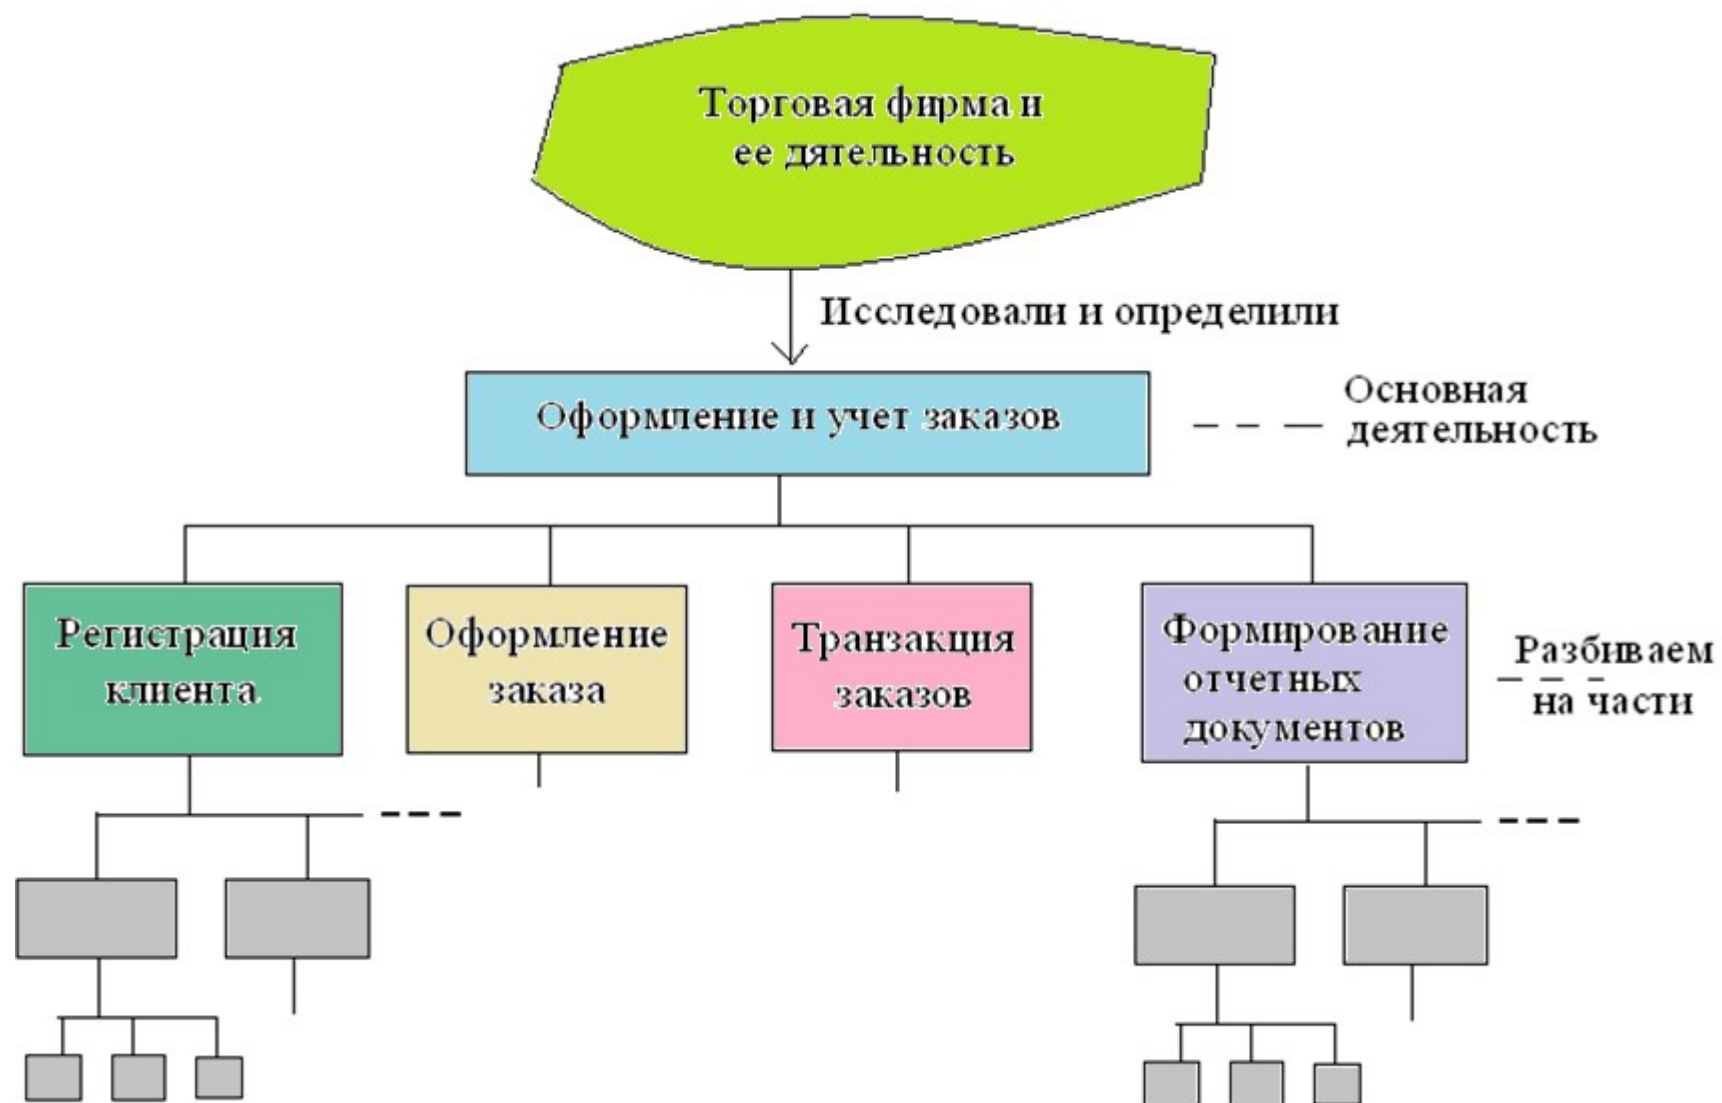 Торговая фирма и
ее дятельность
Исследовали и определили
Оформление и учет заказов
Основная
деятельность
Регистрация
клиента
Оформление
заказа
Транзакция
заказов
Формирование
отчетных
документов
Разбиваем
на части